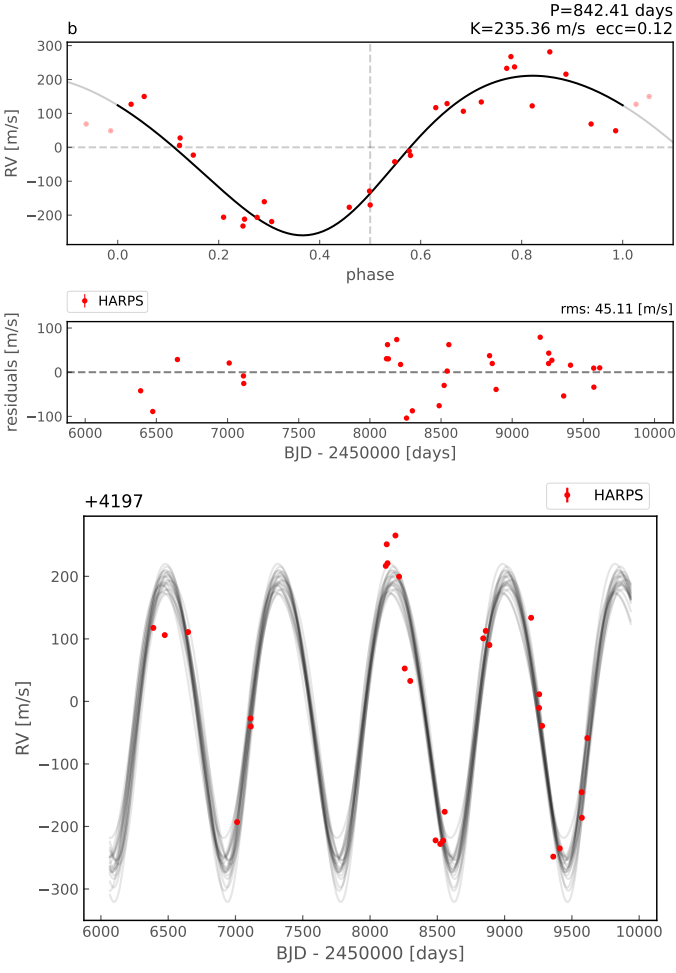 P=842.41 days
b K=235.36 m/s ecc=0.12
300
200
100
0
−100
−200
RV [m/s]
0.0 0.2 0.4 0.6 0.8 1.0
phase
HARPS
rms: 45.11 [m/s]
100
0
−100
residuals [m/s]
6000 6500 7000 7500 8000 8500 9000 9500 10000
BJD - 2450000 [days]
+4197
HARPS
200
100
0
−100
−200
−300
RV [m/s]
6000 6500 7000 7500 8000 8500 9000 9500 10000
BJD - 2450000 [days]